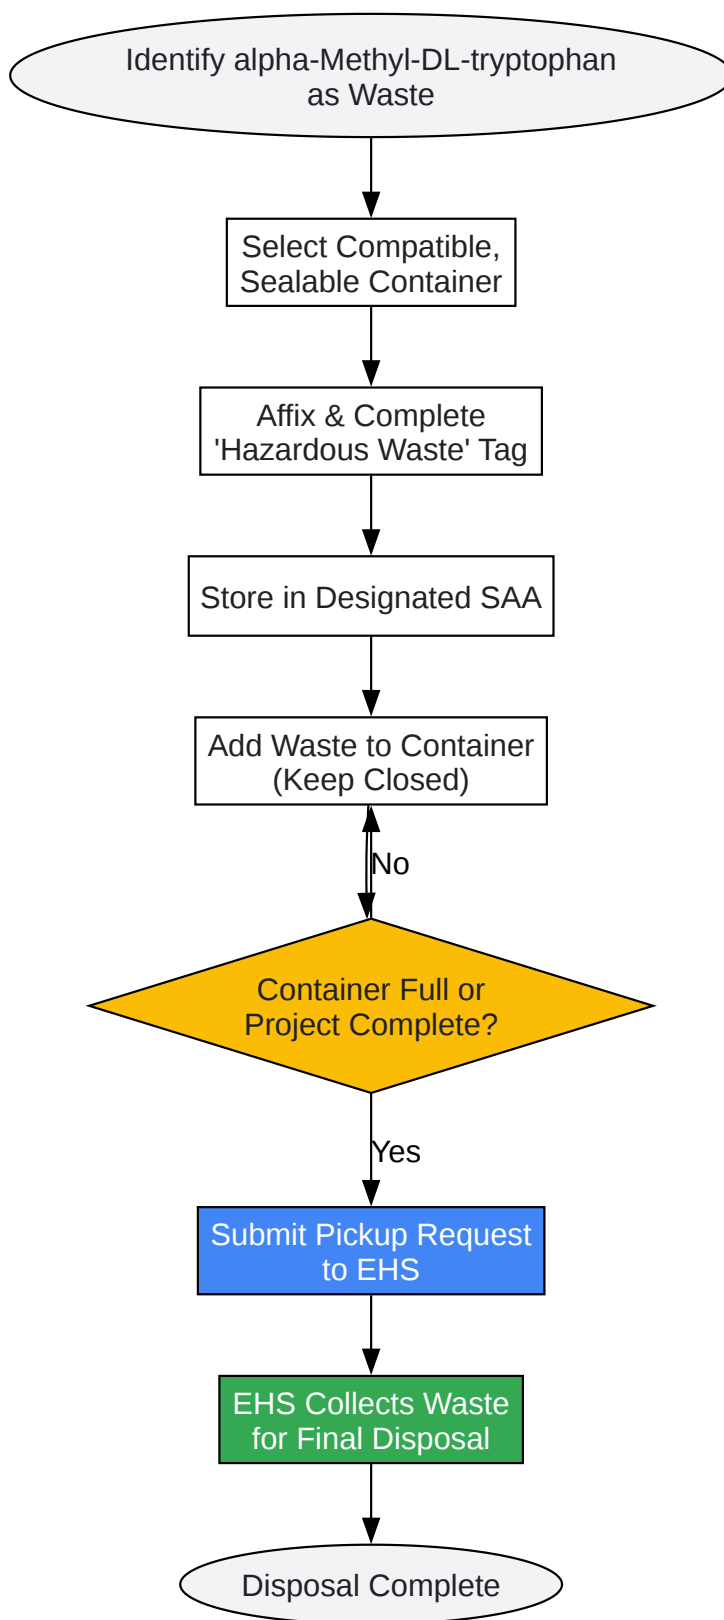 Identify alpha-Methyl-DL-tryptophan
as Waste
Select Compatible,
Sealable Container
Affix & Complete
'Hazardous Waste' Tag
Store in Designated SAA
Add Waste to Container
(Keep Closed)
No
Container Full or
Project Complete?
Yes
Submit Pickup Request
to EHS
EHS Collects Waste
for Final Disposal
Disposal Complete